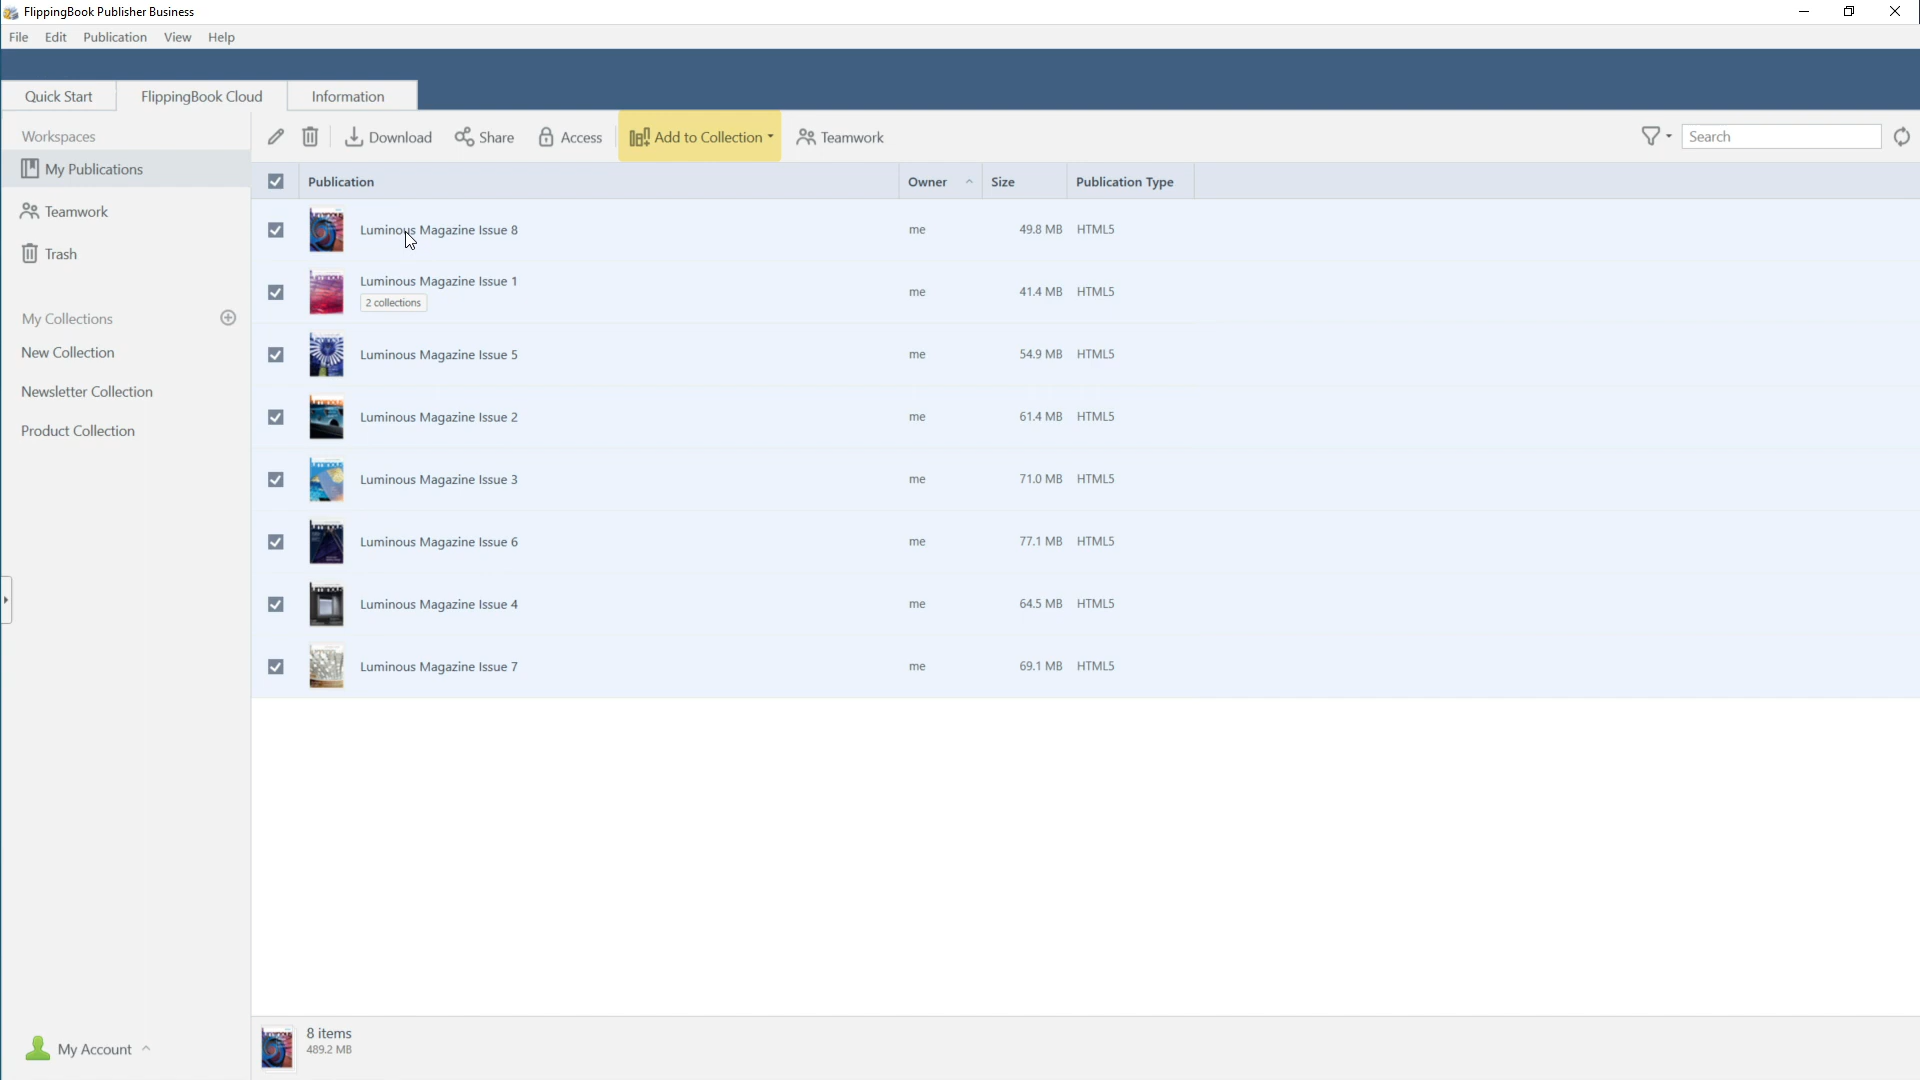 FlippingBook Publisher Business
File Edit Publication View Help
Quick Start FlippingBook Cloud Information
Workspaces
My Publications
Teamwork
Trash
My Collections
New Collection
Newsletter Collection
Product Collection
My Account
Download Share Access Add to Collection Teamwork Search
Publication Owner Size Publication Type
Luminous Magazine Issue 8 me 49.8 MB HTML5
Luminous Magazine Issue 1 me 41.4 MB HTML5
2 collections
Luminous Magazine Issue 5 me 54.9 MB HTML5
Luminous Magazine Issue 2 me 61.4 MB HTML5
Luminous Magazine Issue 3 me 71.0 MB HTML5
Luminous Magazine Issue 6 me 77.1 MB HTML5
Luminous Magazine Issue 4 me 64.5 MB HTML5
Luminous Magazine Issue 7 me 69.1 MB HTML5
8 items
489.2 MB